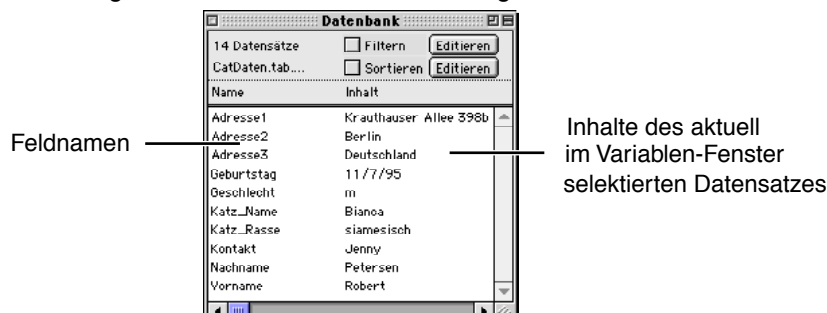 Datenbank
14 Datensätze Filtern Editieren
CatDaten.tab.... Sortieren Editieren
Name Inhalt
Adresse1 Krauthauser Allee 398b
Adresse2 Berlin
Adresse3 Deutschland
Geburtstag 11/7/95
Geschlecht m
Katz_Name Bianca
Katz_Rasse siamesisch
Kontakt Jenny
Nachname Petersen
Vorname Robert
Feldnamen
Inhalte des aktuell
im Variablen-Fenster
selektierten Datensatzes